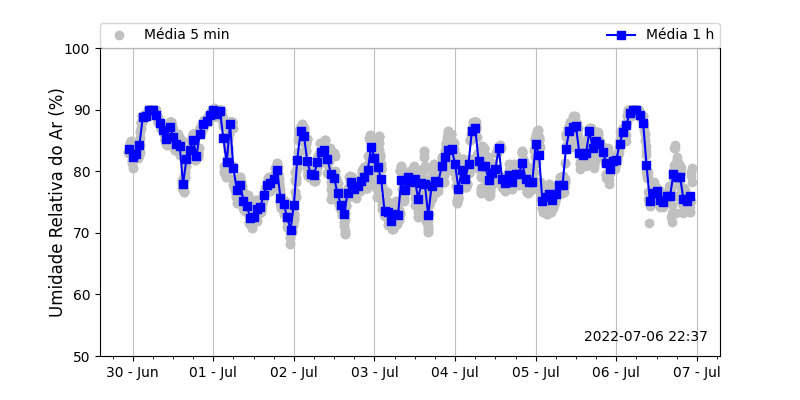 Média 5 min
Média 1 h
Umidade Relativa do Ar (%)
100
90
80
70
60
50
2022-07-06 22:37
30 - Jun
01 - Jul
02 - Jul
03 - Jul
04 - Jul
05 - Jul
06 - Jul
07 - Jul